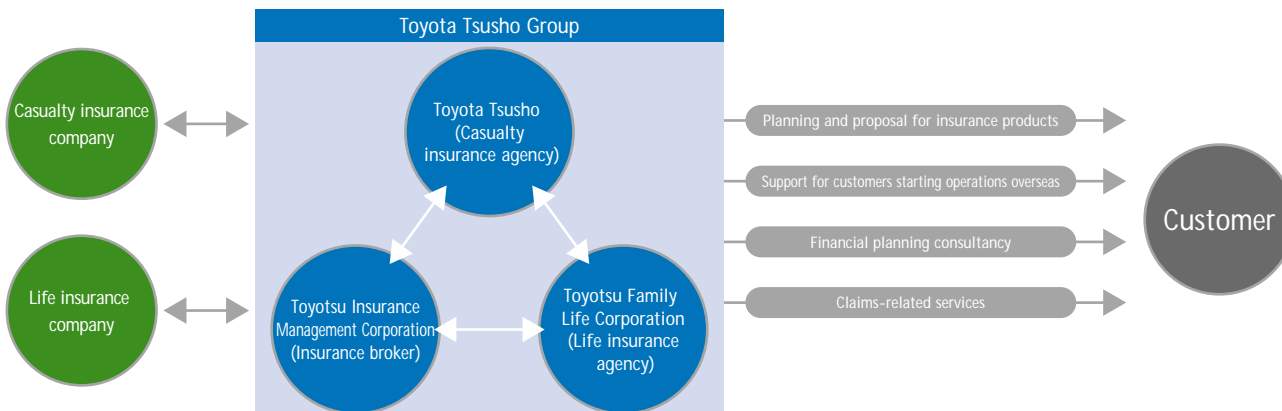 Toyota Tsusho Group
Casualty insurance
company
Life insurance
company
Toyota Tsusho
(Casualty
insurance agency)
Toyotsu Insurance
Management Corporation
(Insurance broker)
Toyotsu Family
Life Corporation
(Life insurance
agency)
Planning and proposal for insurance products
Support for customers starting operations overseas
Financial planning consultancy
Claims-related services
Customer